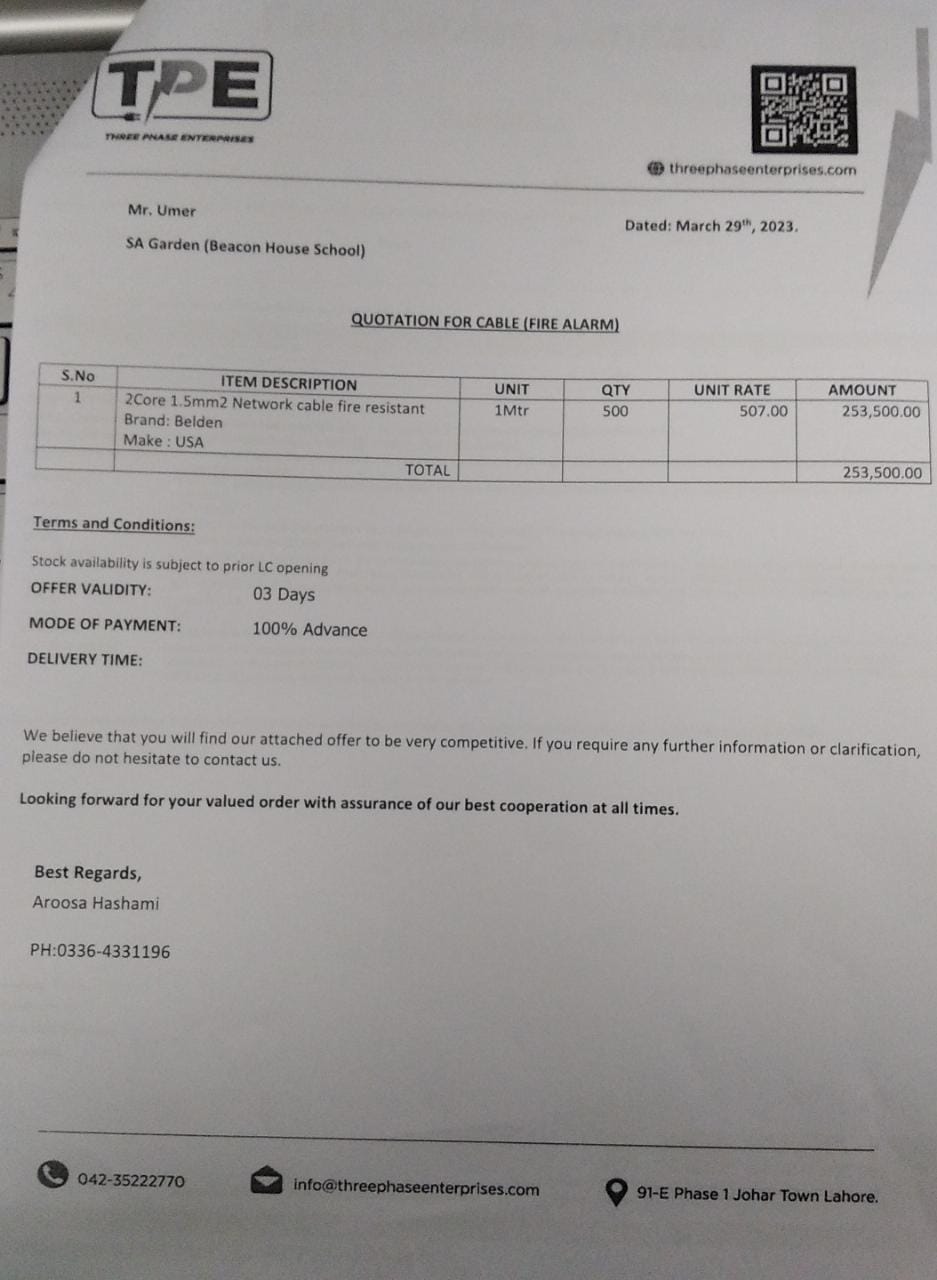 TPE
THREE PHASE ENTERPRISES
threephaseenterprises.com
Mr. Umer
Dated: March 29th, 2023.
SA Garden (Beacon House School)
QUOTATION FOR CABLE (FIRE ALARM)
S.No ITEM DESCRIPTION UNIT QTY UNIT RATE AMOUNT
1 2Core 1.5mm2 Network cable fire resistant 1Mtr 500 507.00 253,500.00
Brand: Belden
Make : USA
TOTAL 253,500.00
Terms and Conditions:
Stock availability is subject to prior LC opening
OFFER VALIDITY: 03 Days
MODE OF PAYMENT: 100% Advance
DELIVERY TIME:
We believe that you will find our attached offer to be very competitive. If you require any further information or clarification,
please do not hesitate to contact us.
Looking forward for your valued order with assurance of our best cooperation at all times.
Best Regards,
Aroosa Hashami
PH:0336-4331196
042-35222770 info@threephaseenterprises.com 91-E Phase 1 Johar Town Lahore.